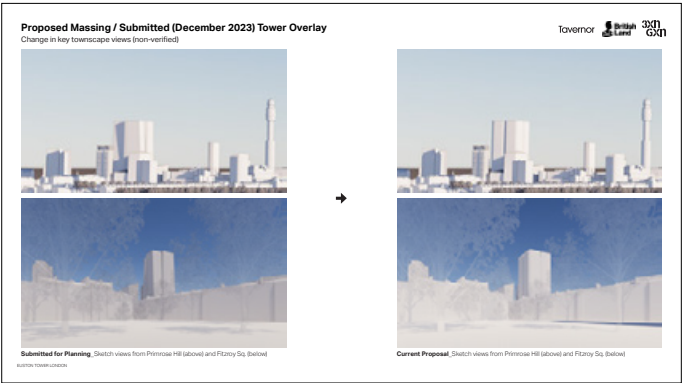 Proposed Massing / Submitted (December 2023) Tower Overlay
Change in key townscape views (non-verified)
Tavernor
British Land
3XN
GXN
Submitted for Planning_Sketch views from Primrose Hill (above) and Fitzroy Sq. (below)
Current Proposal_Sketch views from Primrose Hill (above) and Fitzroy Sq. (below)
EUSTON TOWER LONDON